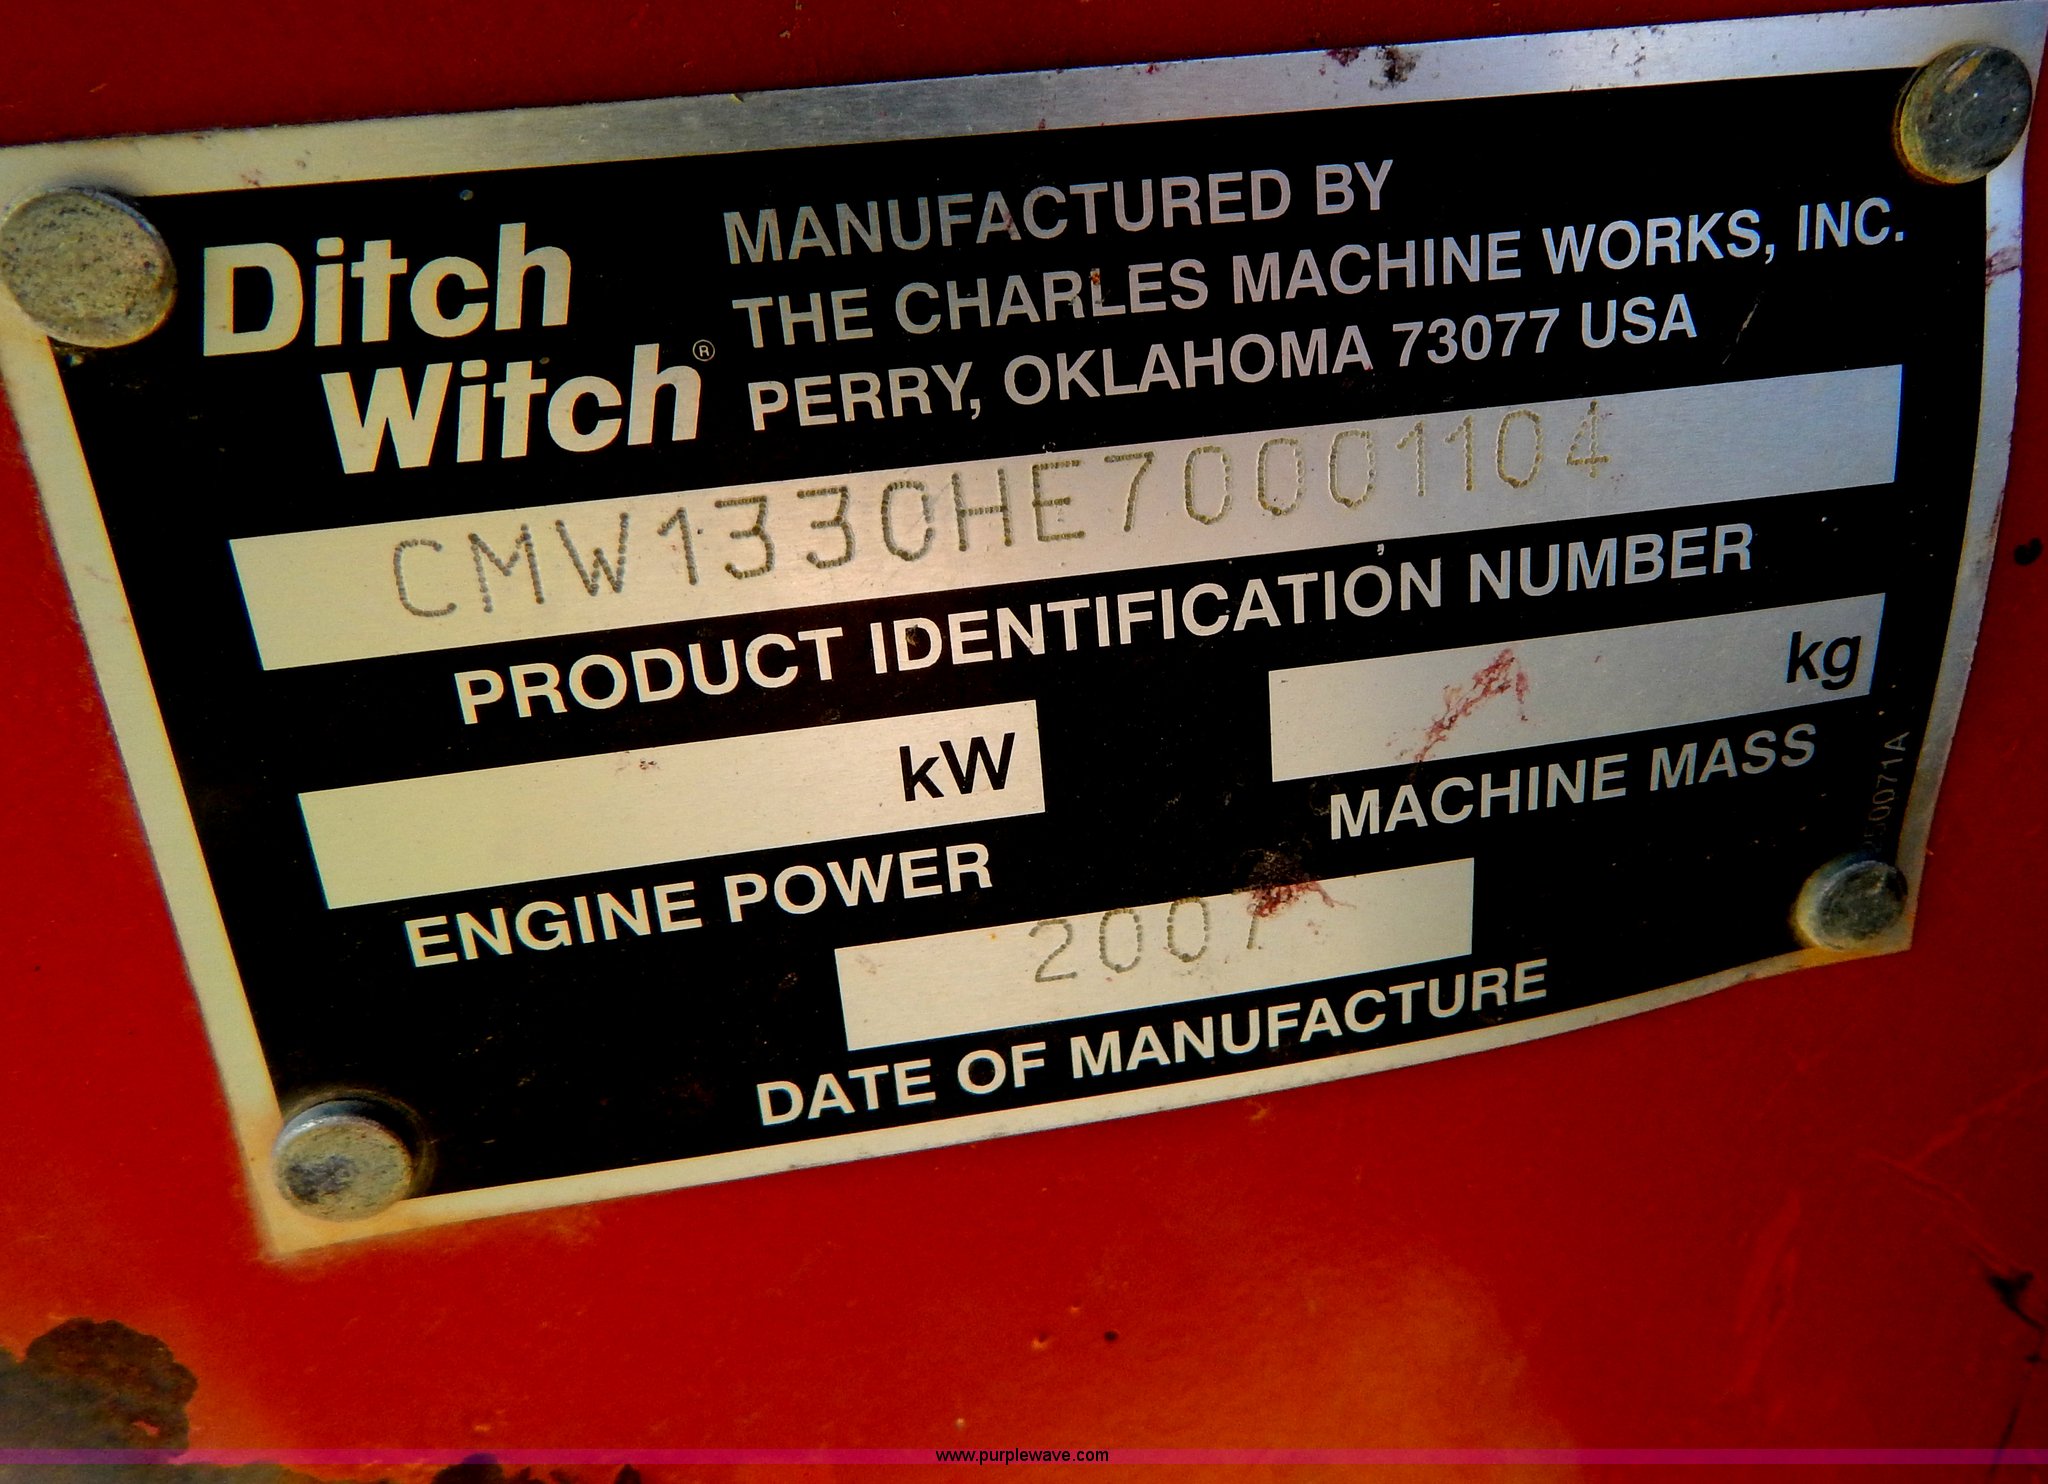 Ditch
Witch®
MANUFACTURED BY
THE CHARLES MACHINE WORKS, INC.
PERRY, OKLAHOMA 73077 USA
CMW1330HE70001104
PRODUCT IDENTIFICATION NUMBER
kW
ENGINE POWER
kg
MACHINE MASS
2007
DATE OF MANUFACTURE
www.purplewave.com